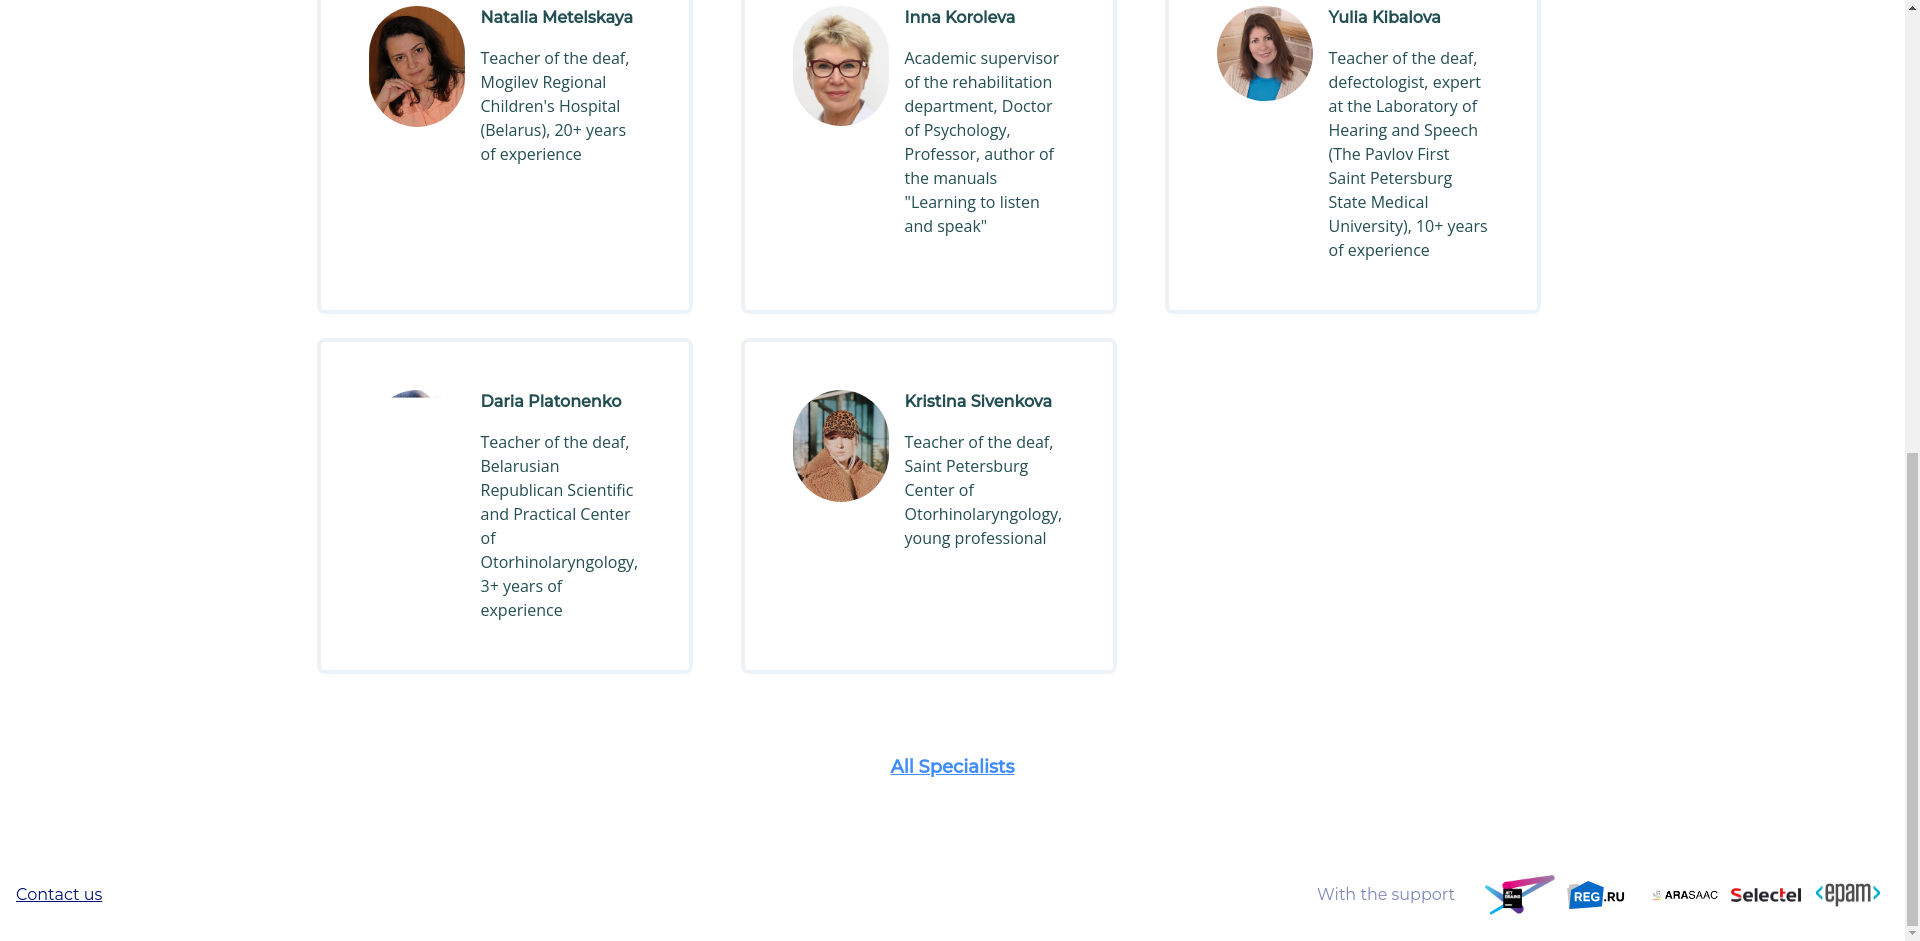 Natalia Metelskaya
Teacher of the deaf,
Mogilev Regional
Children's Hospital
(Belarus), 20+ years
of experience
Inna Koroleva
Academic supervisor
of the rehabilitation
department, Doctor
of Psychology,
Professor, author of
the manuals
"Learning to listen
and speak"
Yulia Kibalova
Teacher of the deaf,
defectologist, expert
at the Laboratory of
Hearing and Speech
(The Pavlov First
Saint Petersburg
State Medical
University), 10+ years
of experience
Daria Platonenko
Teacher of the deaf,
Belarusian
Republican Scientific
and Practical Center
of
Otorhinolaryngology,
3+ years of
experience
Kristina Sivenkova
Teacher of the deaf,
Saint Petersburg
Center of
Otorhinolaryngology,
young professional
All Specialists
Contact us
With the support
JET
BRAINS
REG.RU
ARASAAC
Selectel
<epam>